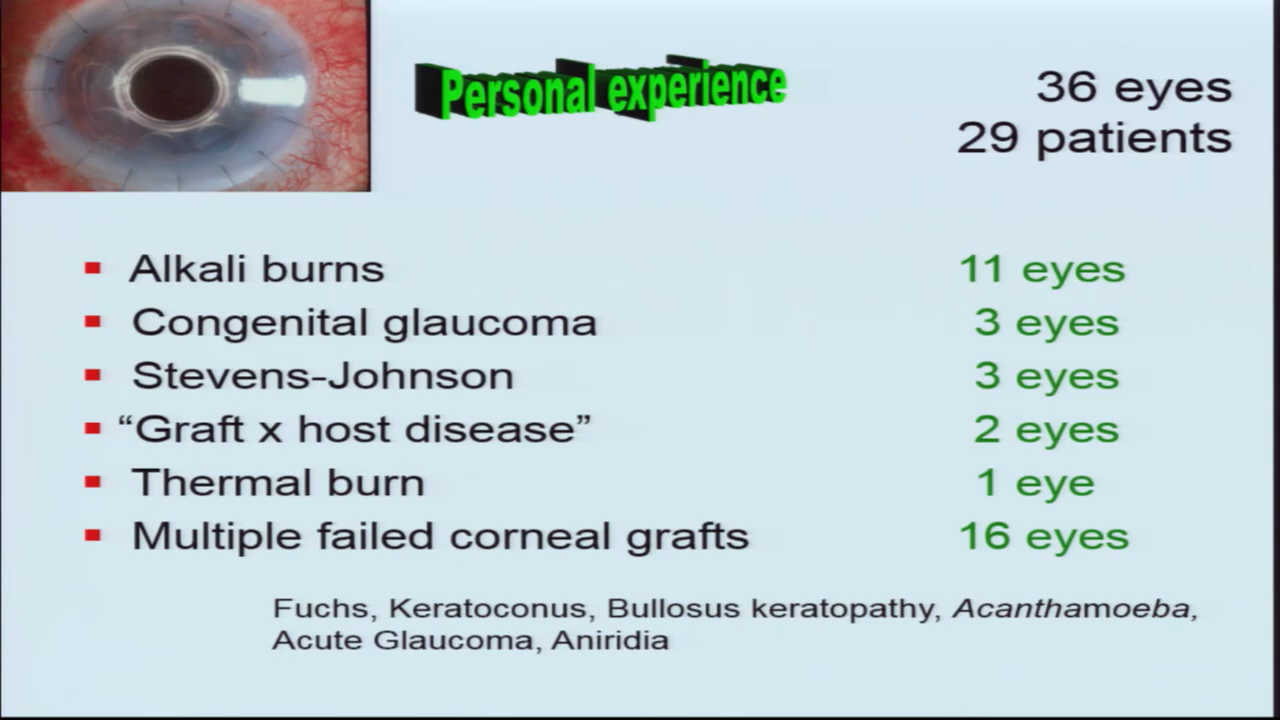 Personal experience
36 eyes
29 patients
▪ Alkali burns 11 eyes
▪ Congenital glaucoma 3 eyes
▪ Stevens-Johnson 3 eyes
▪ “Graft x host disease” 2 eyes
▪ Thermal burn 1 eye
▪ Multiple failed corneal grafts 16 eyes
Fuchs, Keratoconus, Bullosus keratopathy, Acanthamoeba,
Acute Glaucoma, Aniridia